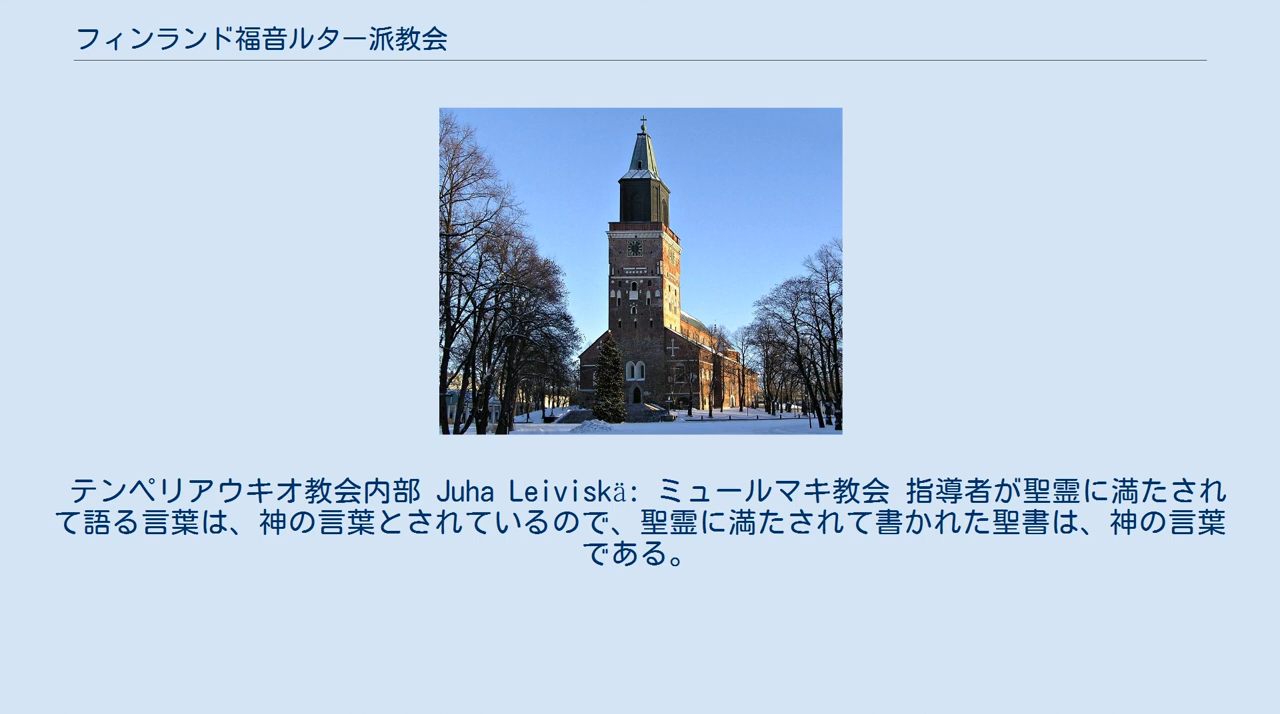 フィンランド福音ルター派教会
テンペリアウキオ教会内部 Juha Leiviskä: ミュールマキ教会 指導者が聖霊に満たされ
て語る言葉は、神の言葉とされているので、聖霊に満たされて書かれた聖書は、神の言葉
である。